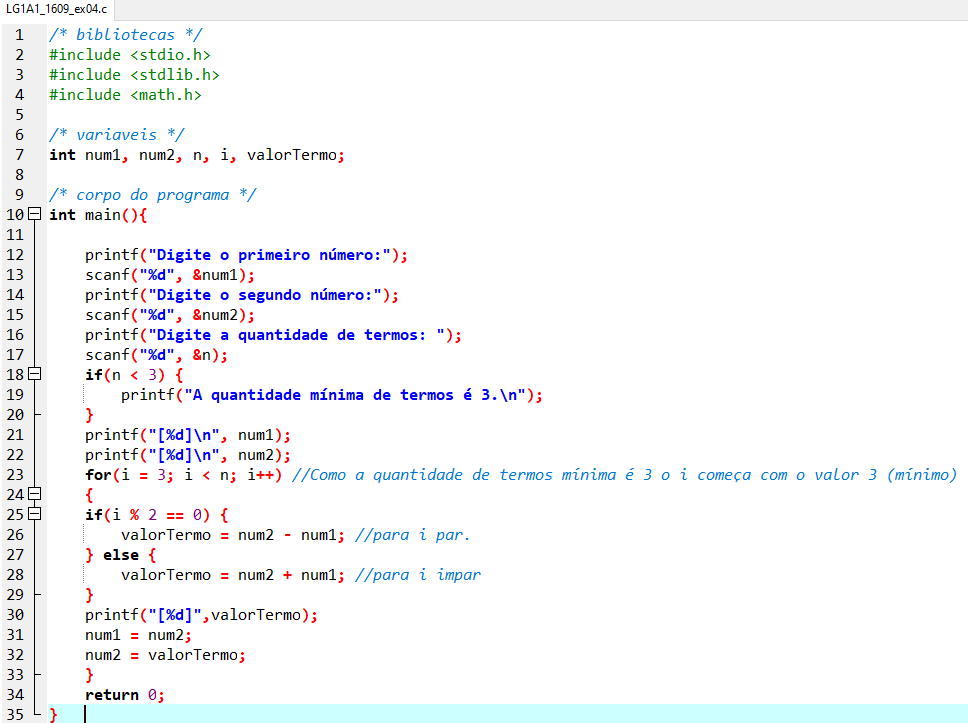 LG1A1_1609_ex04.c
1 /* bibliotecas */
2 #include <stdio.h>
3 #include <stdlib.h>
4 #include <math.h>
5
6 /* variaveis */
7 int num1, num2, n, i, valorTermo;
8
9 /* corpo do programa */
10 int main(){
11
12 printf("Digite o primeiro número:");
13 scanf("%d", &num1);
14 printf("Digite o segundo número:");
15 scanf("%d", &num2);
16 printf("Digite a quantidade de termos: ");
17 scanf("%d", &n);
18 if(n < 3) {
19 printf("A quantidade mínima de termos é 3.\n");
20 }
21 printf("[%d]\n", num1);
22 printf("[%d]\n", num2);
23 for(i = 3; i < n; i++) //Como a quantidade de termos mínima é 3 o i começa com o valor 3 (mínimo)
24 {
25 if(i % 2 == 0) {
26 valorTermo = num2 - num1; //para i par.
27 } else {
28 valorTermo = num2 + num1; //para i impar
29 }
30 printf("[%d]",valorTermo);
31 num1 = num2;
32 num2 = valorTermo;
33 }
34 return 0;
35 }